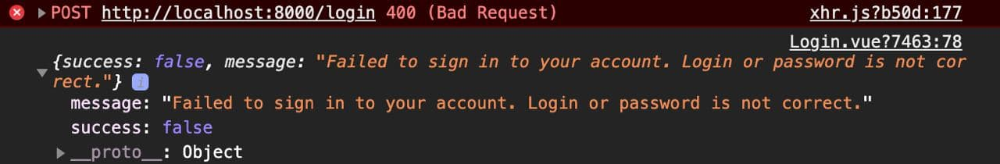 POST http://localhost:8000/login 400 (Bad Request) xhr.js?b50d:177
Login.vue?7463:78
{success: false, message: "Failed to sign in to your account. Login or password is not cor
rect."} i
message: "Failed to sign in to your account. Login or password is not correct."
success: false
__proto__: Object